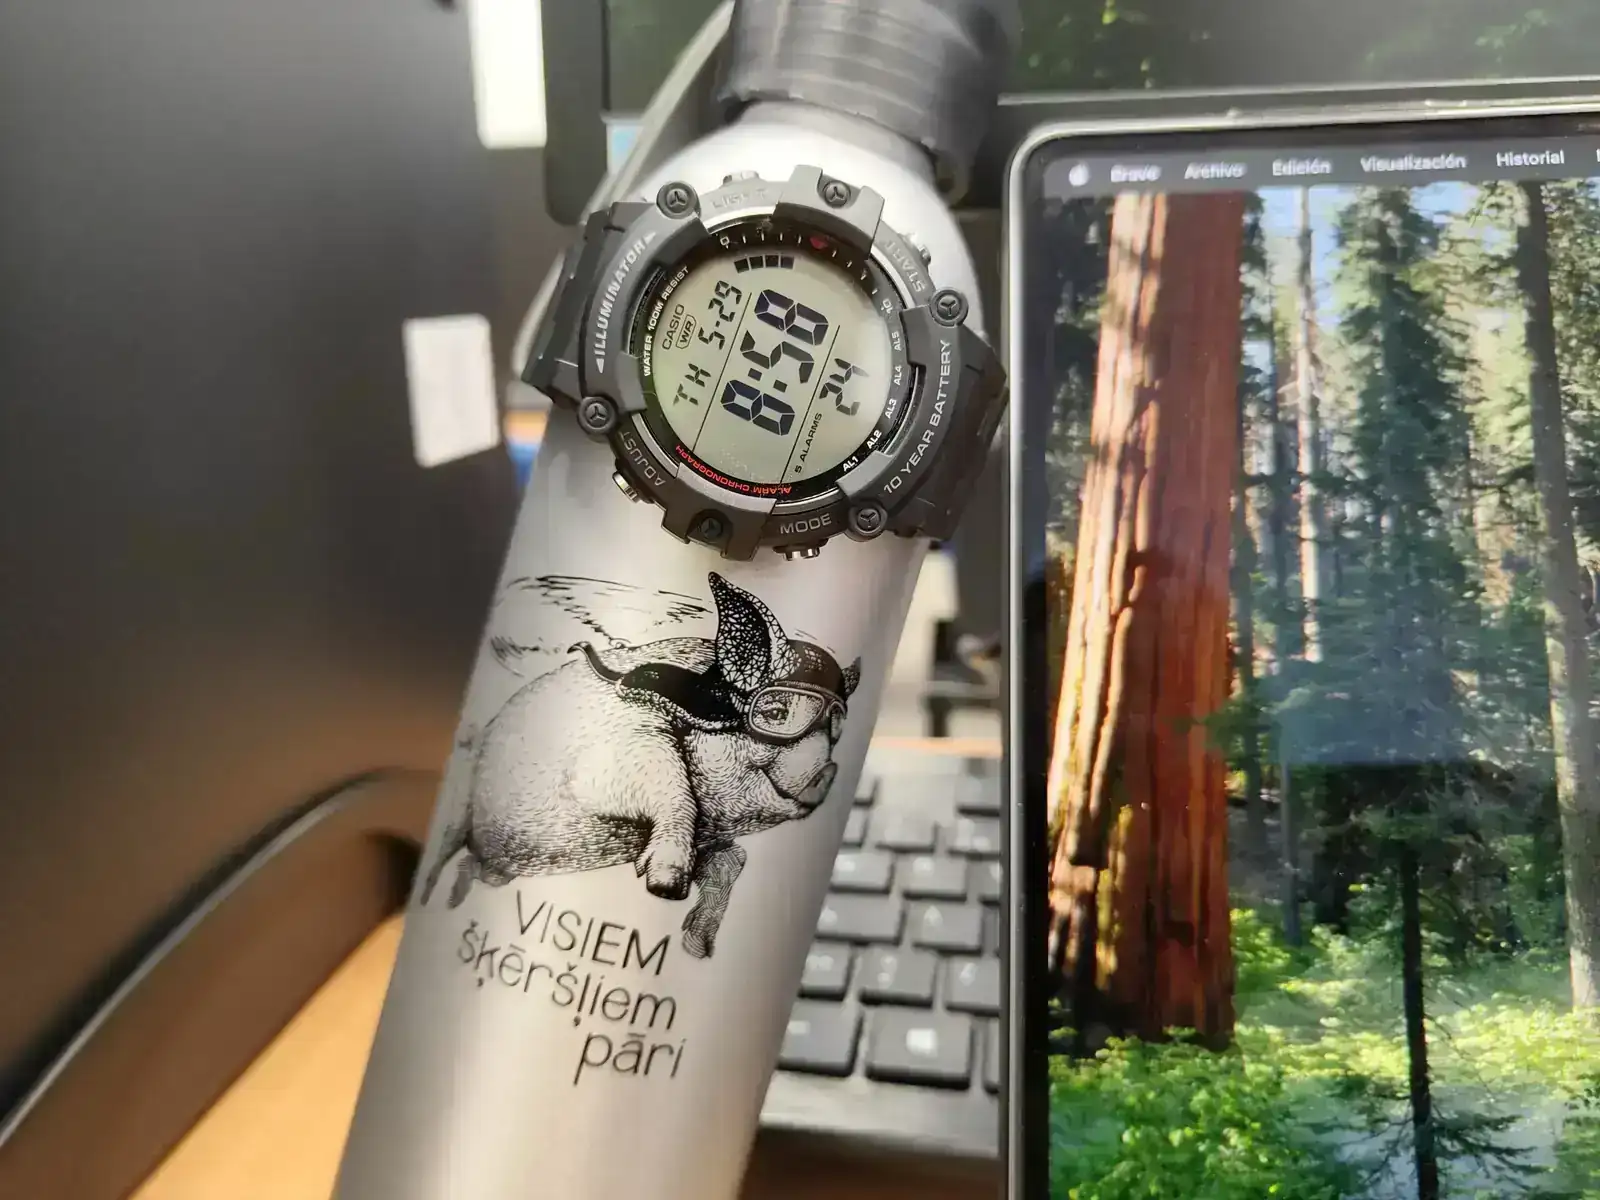 LIGHT
START
ILLUMINATOR
WATER 100M RESIST
CASIO
WR
TH 5-29
8:58 24
5 ALARMS
10
AL5
AL4
AL3
AL2
AL1
10 YEAR BATTERY
ALARM CHRONOGRAPH
ADJUST
MODE
VISIEM
šķēršļiem
pāri
Brave Archivo Edición Visualización Historial